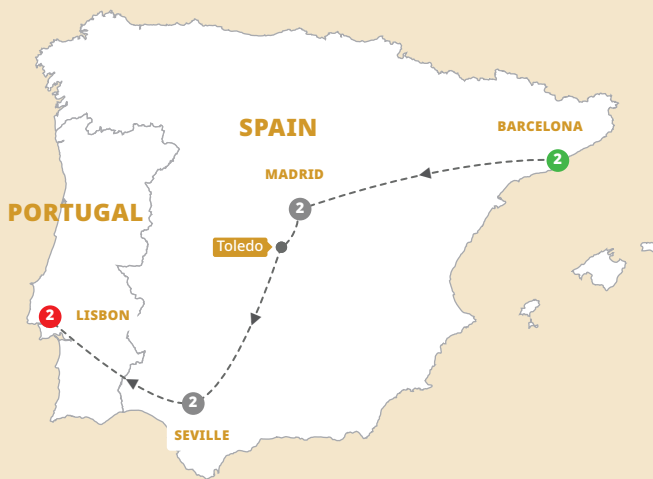 SPAIN
BARCELONA
2
MADRID
2
PORTUGAL
Toledo
2
LISBON
2
SEVILLE